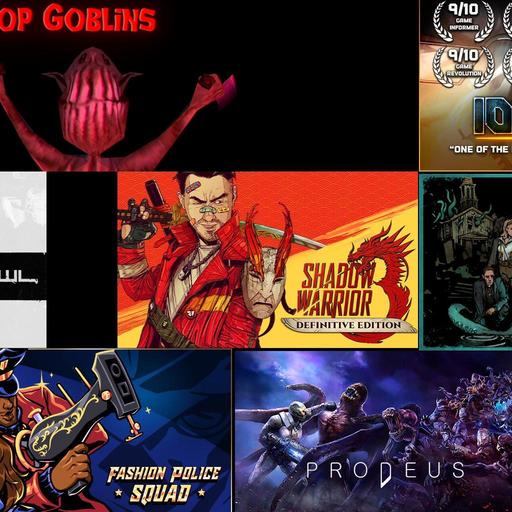 OP GOBLINS
9/10
GAME
INFORMER
9/10
GAME
REVOLUTION
"ONE OF THE
SHADOW
WARRIOR
3
DEFINITIVE EDITION
FASHION POLICE
SQUAD
PRODEUS